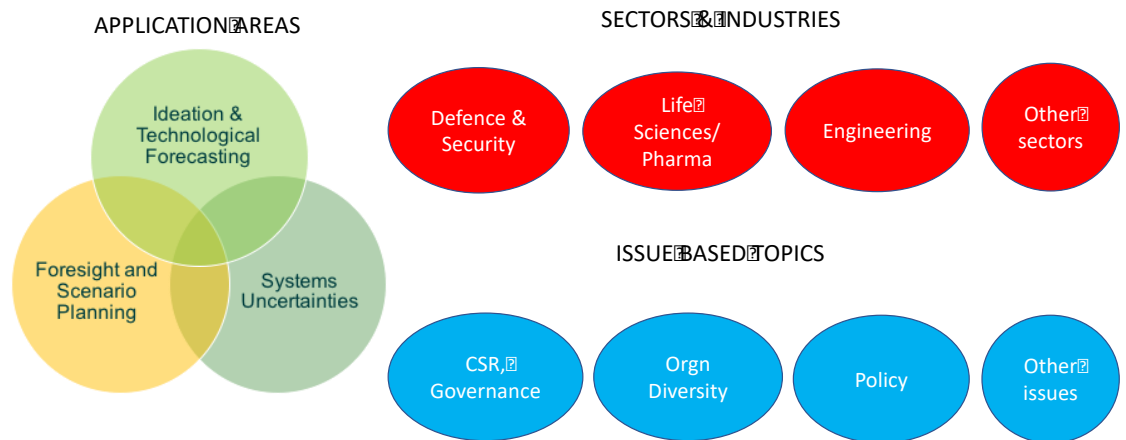 APPLICATION AREAS
Ideation &
Technological
Forecasting
Foresight and
Scenario
Planning
Systems
Uncertainties
SECTORS & INDUSTRIES
Defence &
Security
Life
Sciences/
Pharma
Engineering
Other
sectors
ISSUE BASED TOPICS
CSR,
Governance
Orgn
Diversity
Policy
Other
issues